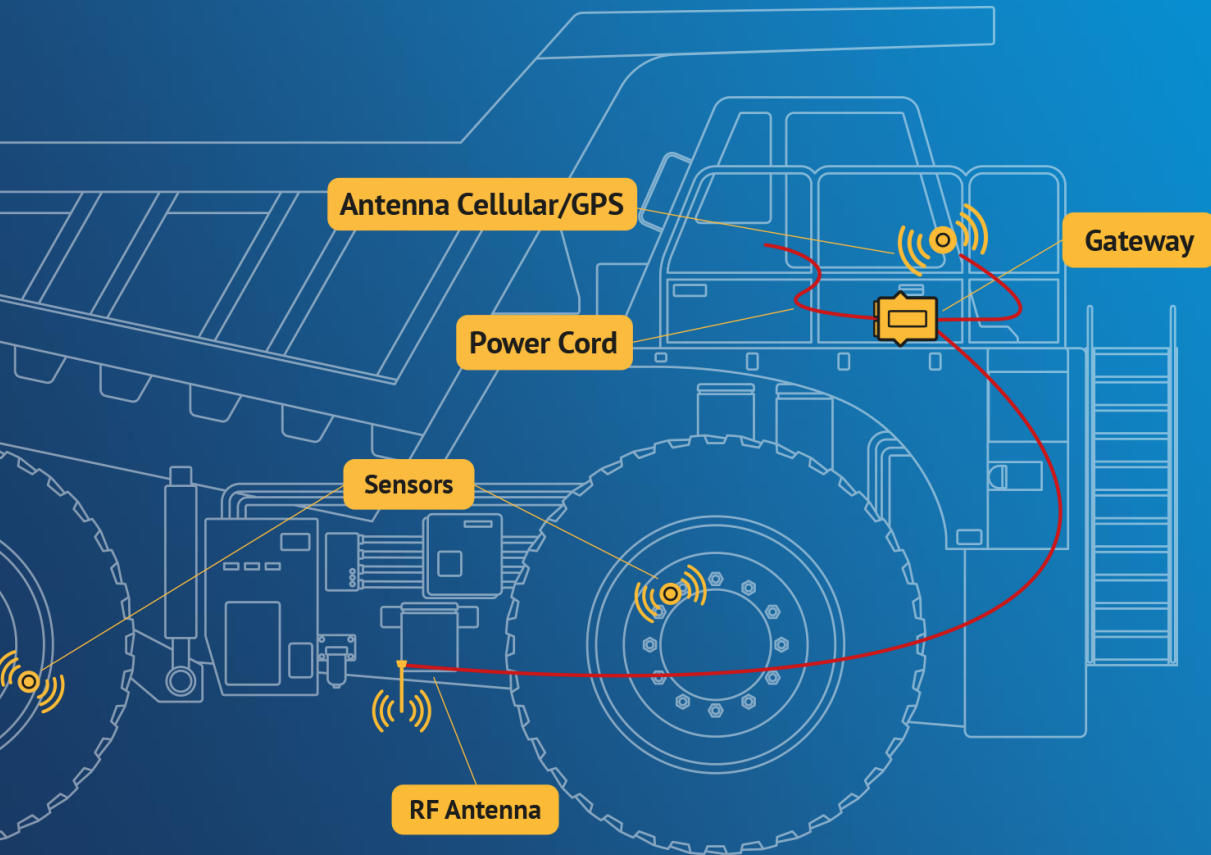 Antenna Cellular/GPS
Gateway
Power Cord
Sensors
RF Antenna